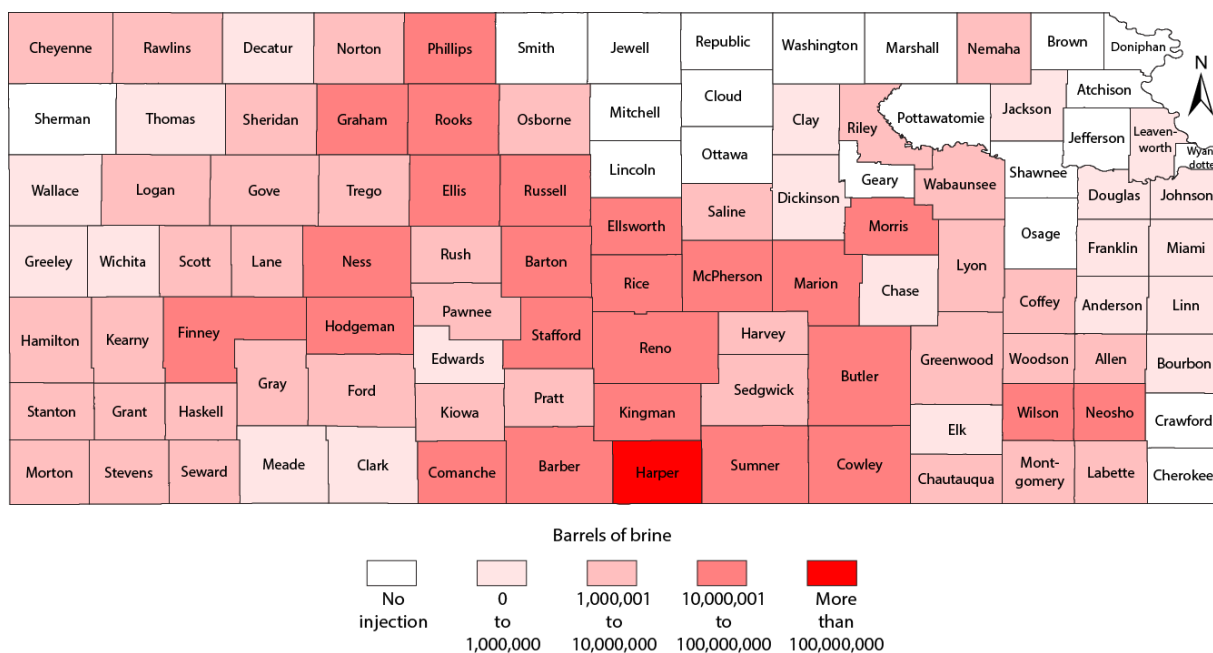 Cheyenne
Rawlins
Decatur
Norton
Phillips
Smith
Jewell
Republic
Washington
Marshall
Nemaha
Brown
Doniphan
N
Sherman
Thomas
Sheridan
Graham
Rooks
Osborne
Mitchell
Cloud
Clay
Riley
Pottawatomie
Jackson
Atchison
Jefferson
Leaven-
worth
Wyan
dotte
Wallace
Logan
Gove
Trego
Ellis
Russell
Lincoln
Ottawa
Saline
Dickinson
Geary
Wabaunsee
Shawnee
Douglas
Johnson
Greeley
Wichita
Scott
Lane
Ness
Rush
Barton
Ellsworth
Rice
McPherson
Marion
Morris
Chase
Lyon
Osage
Franklin
Miami
Hamilton
Kearny
Finney
Hodgeman
Pawnee
Edwards
Stafford
Reno
Harvey
Sedgwick
Butler
Greenwood
Coffey
Anderson
Linn
Woodson
Allen
Bourbon
Stanton
Grant
Haskell
Gray
Ford
Kiowa
Pratt
Kingman
Elk
Wilson
Neosho
Crawford
Morton
Stevens
Seward
Meade
Clark
Comanche
Barber
Harper
Sumner
Cowley
Chautauqua
Mont-
gomery
Labette
Cherokee
Barrels of brine
No
injection
0
to
1,000,000
1,000,001
to
10,000,000
10,000,001
to
100,000,000
More
than
100,000,000